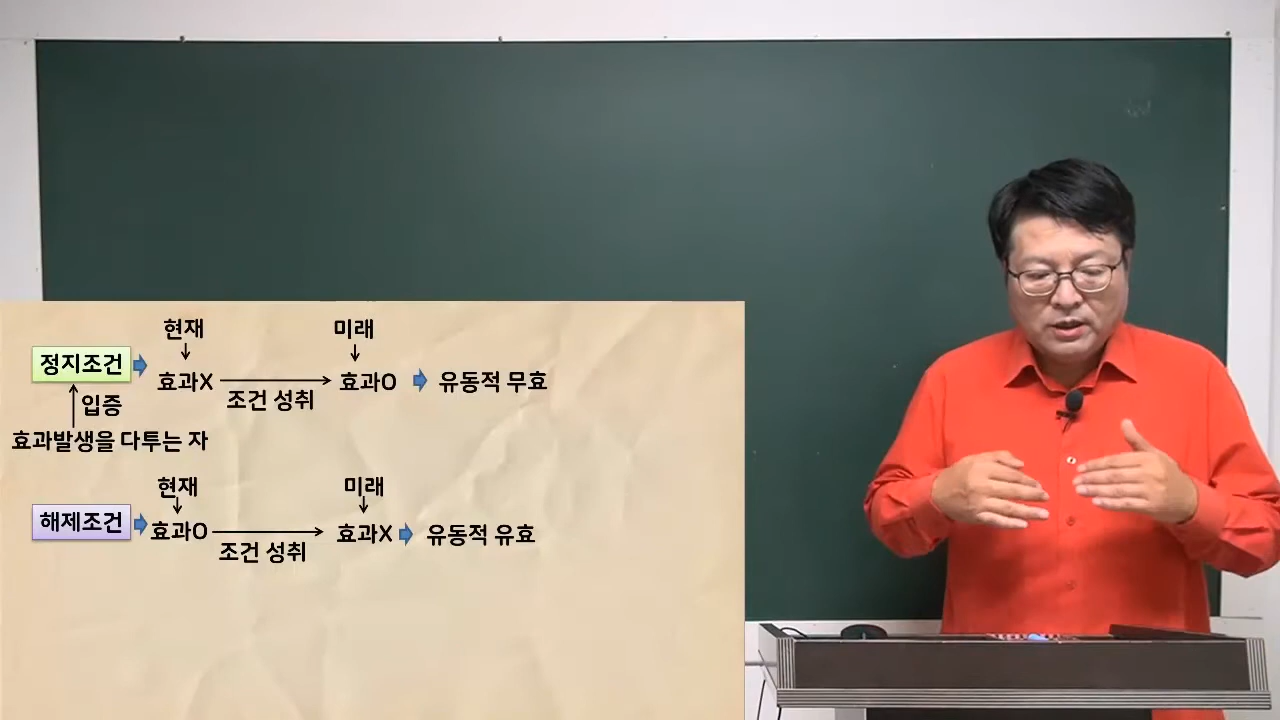 현재 미래
정지조건 효과X 효과O 유동적 무효
조건 성취
입증
효과발생을 다투는 자
현재 미래
해제조건 효과O 효과X 유동적 유효
조건 성취